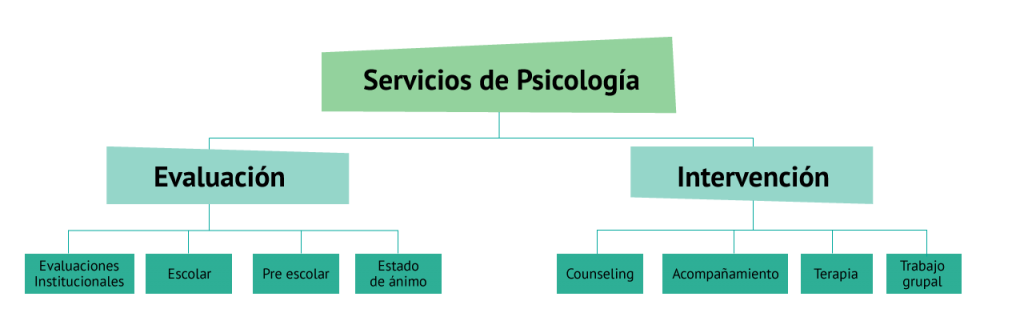 Servicios de Psicología
Evaluación
Intervención
Evaluaciones
Institucionales
Escolar
Pre escolar
Estado
de ánimo
Counseling
Acompañamiento
Terapia
Trabajo
grupal